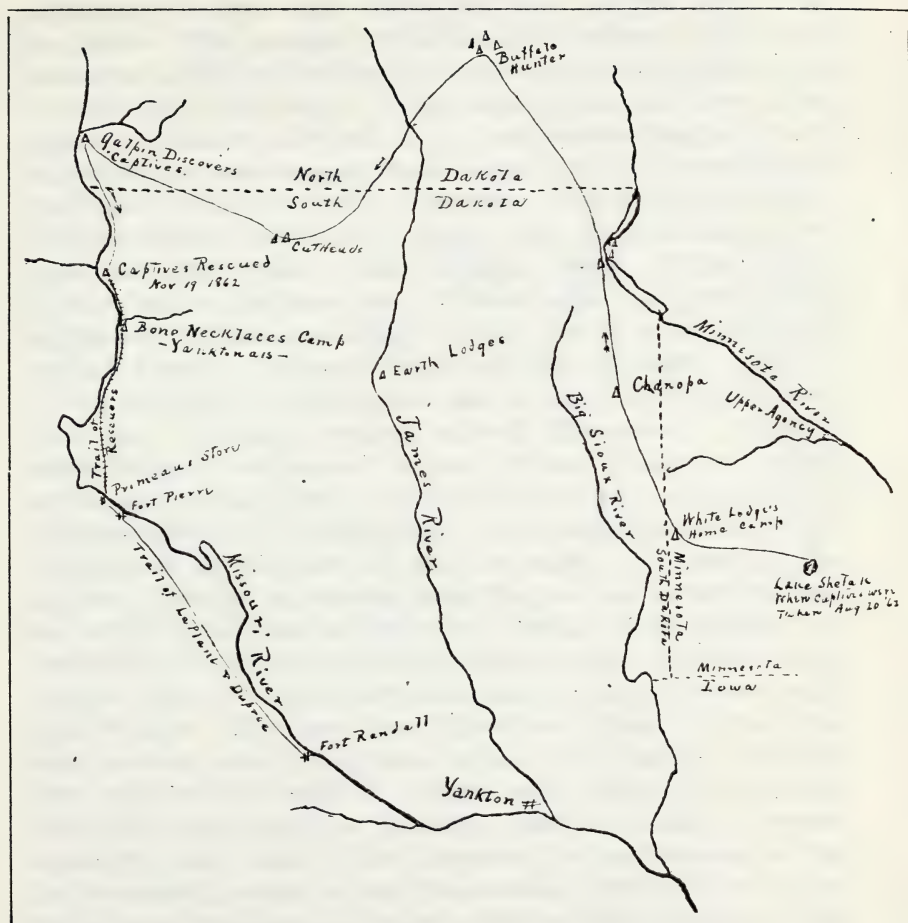 Buffalo
Hunter
Galpin Discovers
Captives.
North Dakota
South Dakota
Cut Heads
Captives Rescued
Nov 19 1862
Bone Necklaces Camp
-Yanktonais-
Earth Lodges
Minnesota River
Chanopa
Upper Agency
Big Sioux River
James River
Trail of
Rescuers
Primeaus Store
Fort Pierre
White Lodge's
Home Camp
Minnesota
South Dakota
Lake Shetak
Where Captives were
Taken Aug 20 '62
Missouri River
Trail of LaPlant & Dupree
Minnesota
Iowa
Fort Randall
Yankton